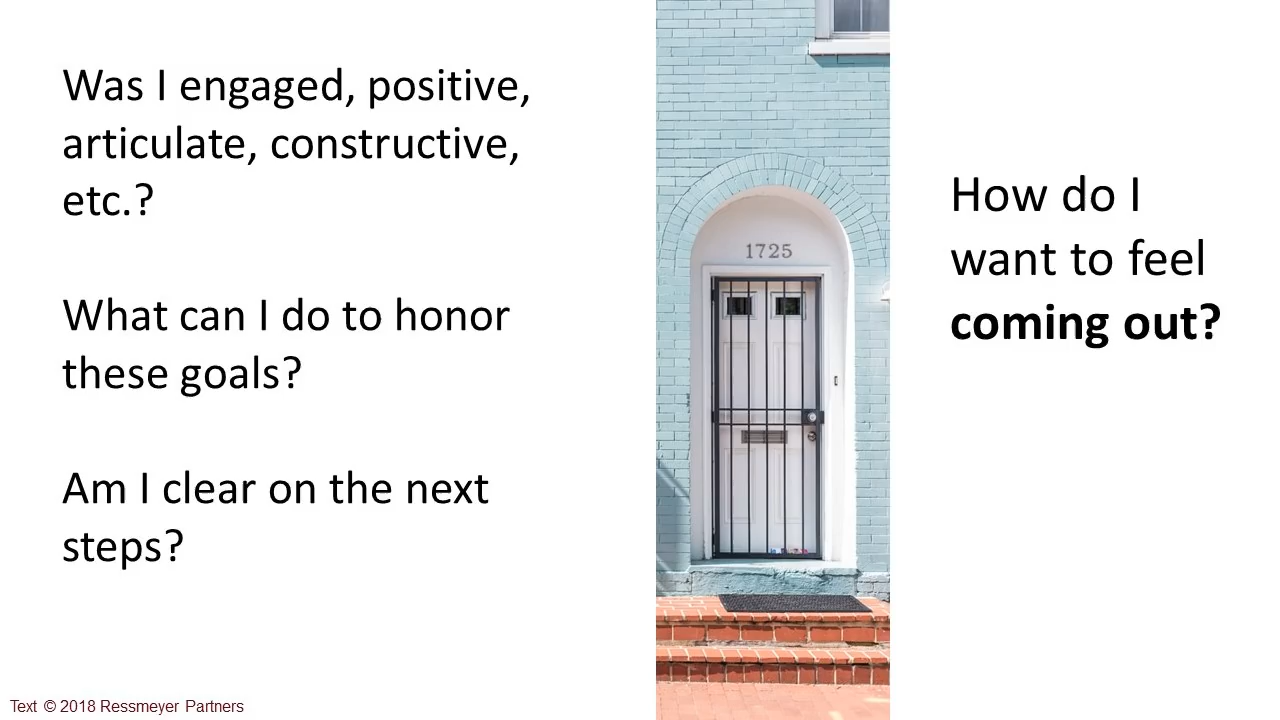 Was I engaged, positive,
articulate, constructive,
etc.?
What can I do to honor
these goals?
Am I clear on the next
steps?
1725
How do I
want to feel
coming out?
Text © 2018 Ressmeyer Partners